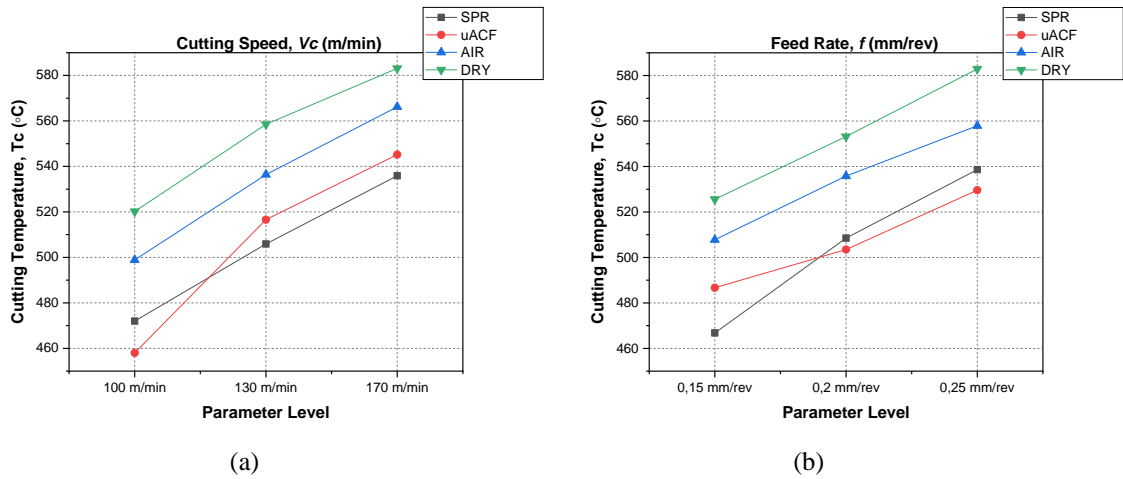 Cutting Speed, Vc (m/min)
SPR
uACF
AIR
DRY
Cutting Temperature, Tc (°C)
580
560
540
520
500
480
460
100 m/min 130 m/min 170 m/min
Parameter Level
(a)
Feed Rate, f (mm/rev)
SPR
uACF
AIR
DRY
Cutting Temperature, Tc (°C)
580
560
540
520
500
480
460
0,15 mm/rev 0,2 mm/rev 0,25 mm/rev
Parameter Level
(b)